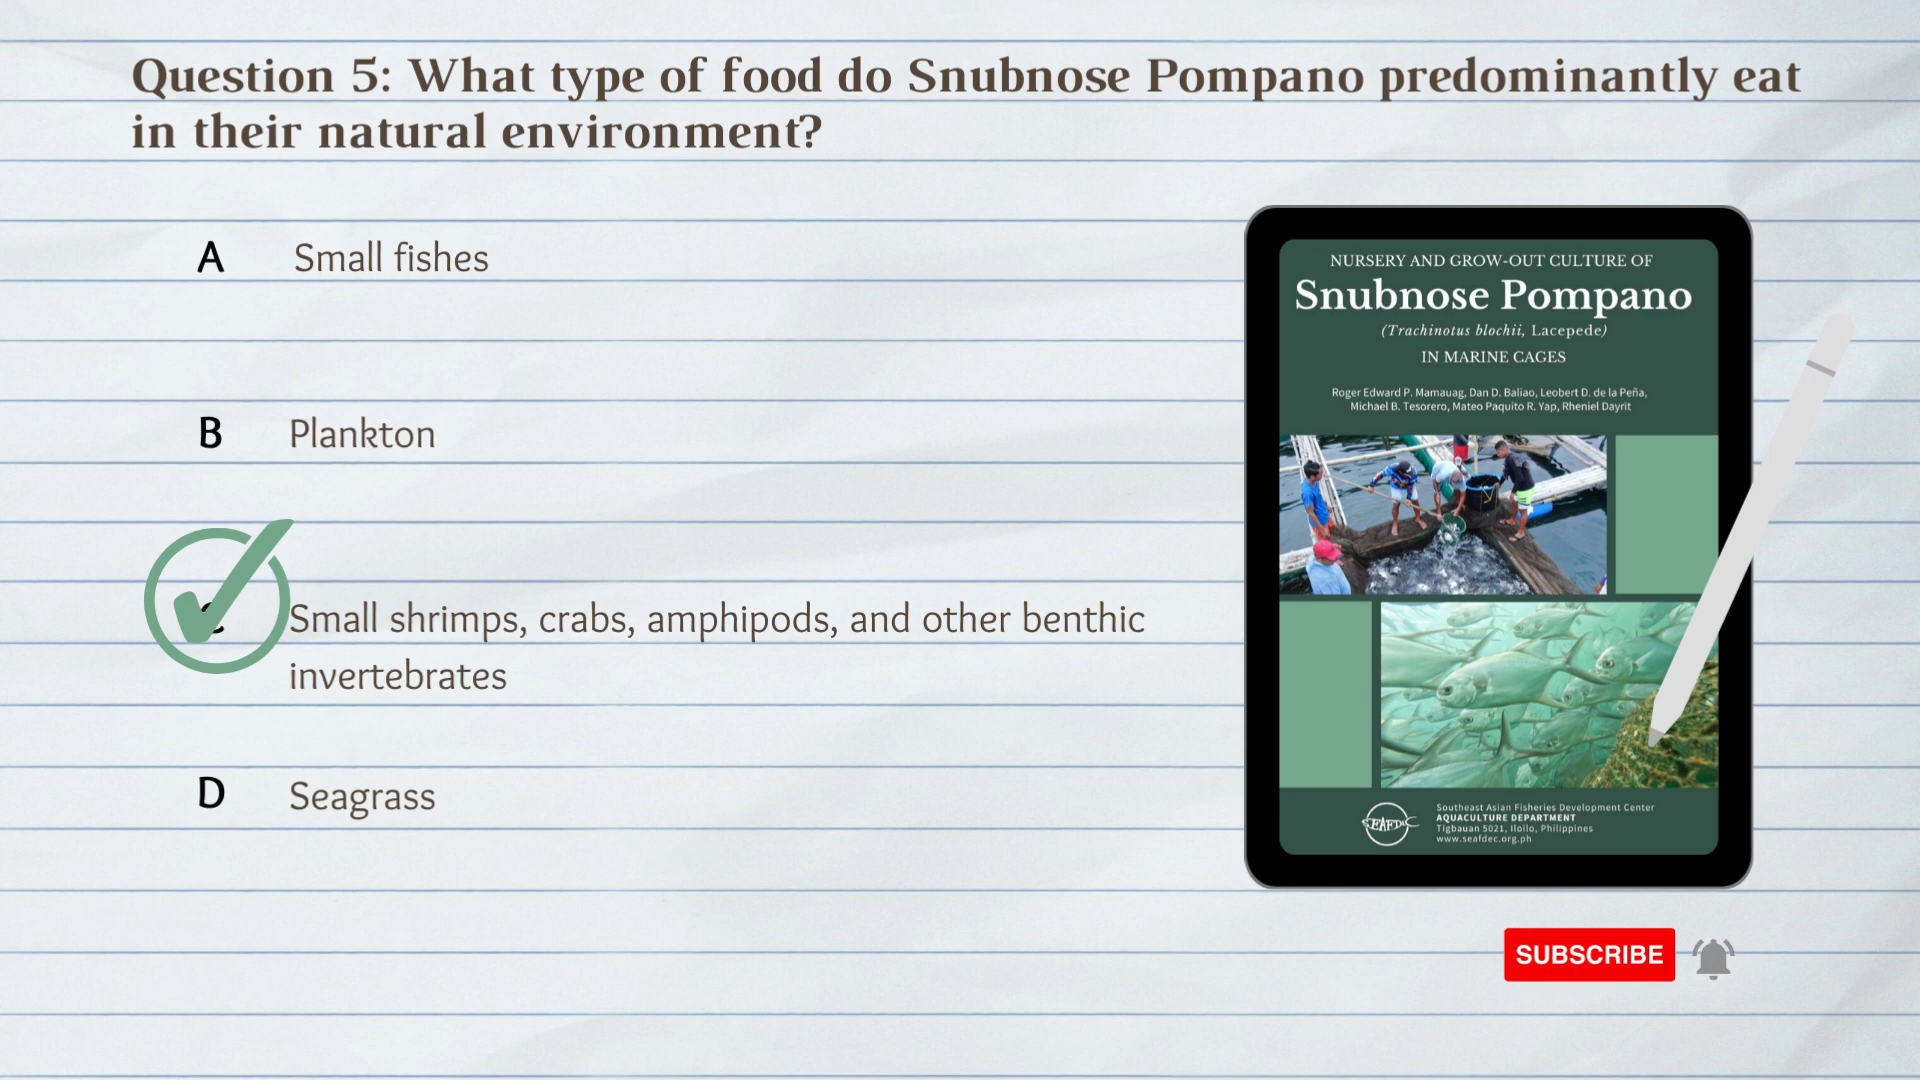 Question 5: What type of food do Snubnose Pompano predominantly eat
in their natural environment?
A Small fishes
B Plankton
C Small shrimps, crabs, amphipods, and other benthic
invertebrates
D Seagrass
NURSERY AND GROW-OUT CULTURE OF
Snubnose Pompano
(Trachinotus blochii, Lacepede)
IN MARINE CAGES
Roger Edward P. Mamauag, Dan D. Baliao, Leobert D. de la Peña,
Michael B. Tesorero, Mateo Paquito R. Yap, Rheniel Dayrit
SEAFDEC
Southeast Asian Fisheries Development Center
AQUACULTURE DEPARTMENT
Tigbauan 5021, Iloilo, Philippines
www.seafdec.org.ph
SUBSCRIBE